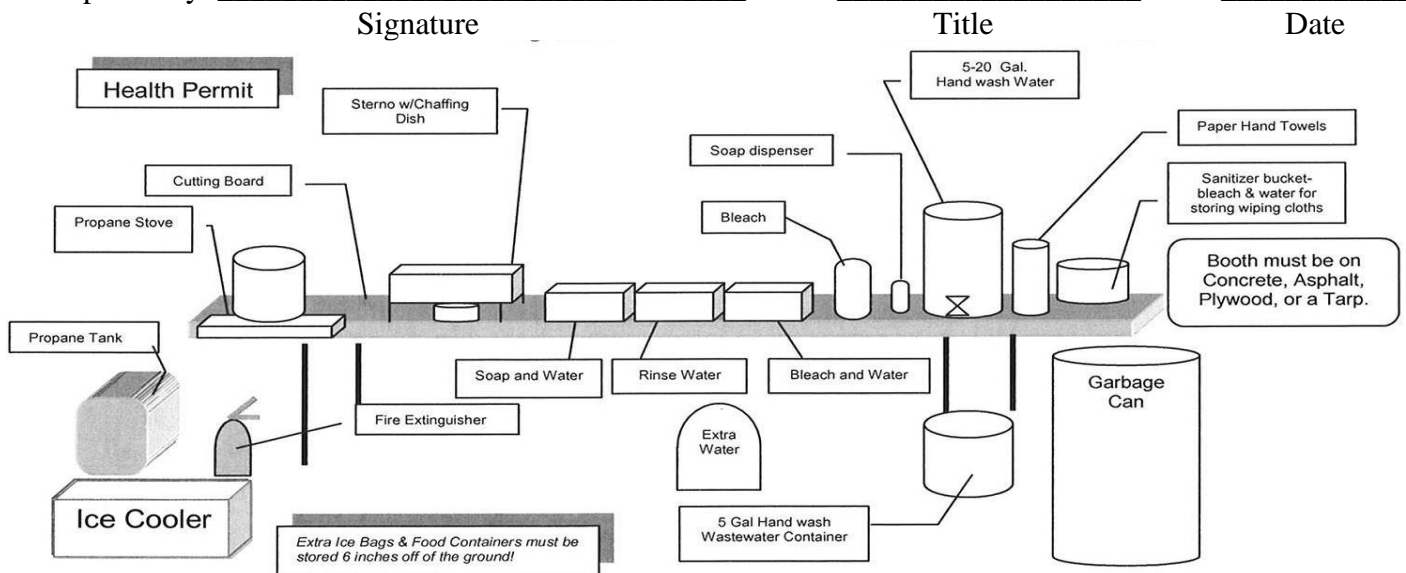 Signature Title Date
Health Permit
5-20 Gal.
Hand wash Water
Sterno w/Chaffing
Dish
Paper Hand Towels
Soap dispenser
Cutting Board
Sanitizer bucket-
bleach & water for
storing wiping cloths
Propane Stove
Bleach
Booth must be on
Concrete, Asphalt,
Plywood, or a Tarp.
Propane Tank
Soap and Water
Rinse Water
Bleach and Water
Garbage
Can
Fire Extinguisher
Extra
Water
Ice Cooler
5 Gal Hand wash
Wastewater Container
Extra Ice Bags & Food Containers must be
stored 6 inches off of the ground!